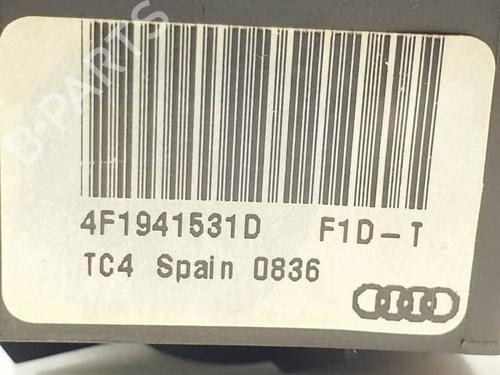 B-PARTS
4F1941531D F1D-T
TC4 Spain 0836